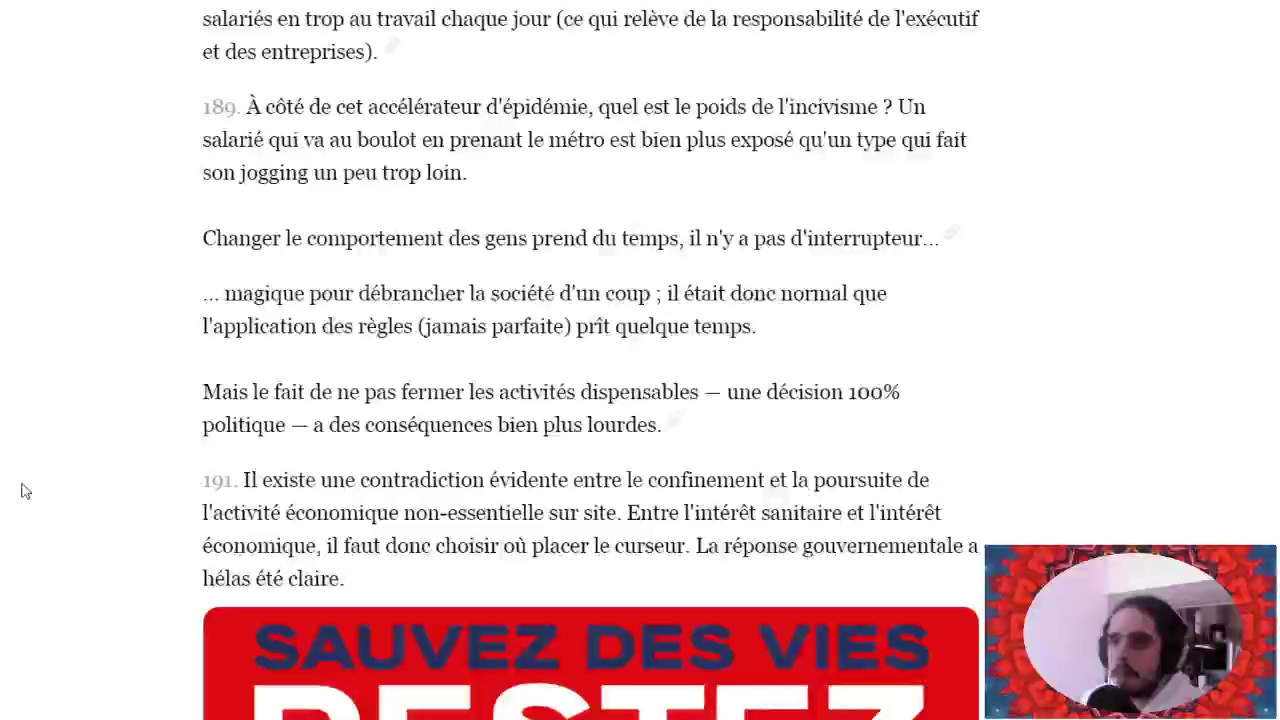 salariés en trop au travail chaque jour (ce qui relève de la responsabilité de l'exécutif
et des entreprises).
189. À côté de cet accélérateur d'épidémie, quel est le poids de l'incivisme ? Un
salarié qui va au boulot en prenant le métro est bien plus exposé qu'un type qui fait
son jogging un peu trop loin.
Changer le comportement des gens prend du temps, il n'y a pas d'interrupteur...
... magique pour débrancher la société d'un coup ; il était donc normal que
l'application des règles (jamais parfaite) prît quelque temps.
Mais le fait de ne pas fermer les activités dispensables — une décision 100%
politique — a des conséquences bien plus lourdes.
191. Il existe une contradiction évidente entre le confinement et la poursuite de
l'activité économique non-essentielle sur site. Entre l'intérêt sanitaire et l'intérêt
économique, il faut donc choisir où placer le curseur. La réponse gouvernementale a
hélas été claire.
SAUVEZ DES VIES
RESTEZ